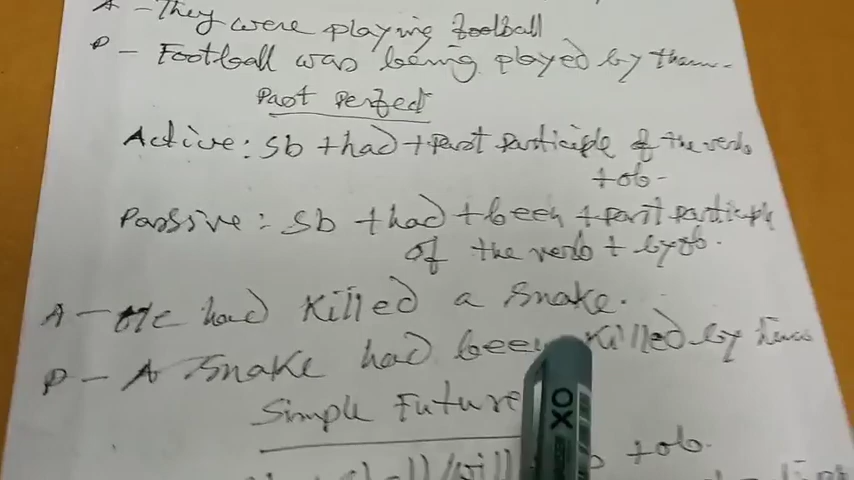 A - They were playing football
P - Football was being played by them.
Past Perfect
Active: sb + had + past participle of the verb
+ ob.
Passive: sb + had + been + past participle
of the verb + by ob.
A - He had killed a snake.
P - A snake had been killed by
Simple Future
+ ob.
OXO